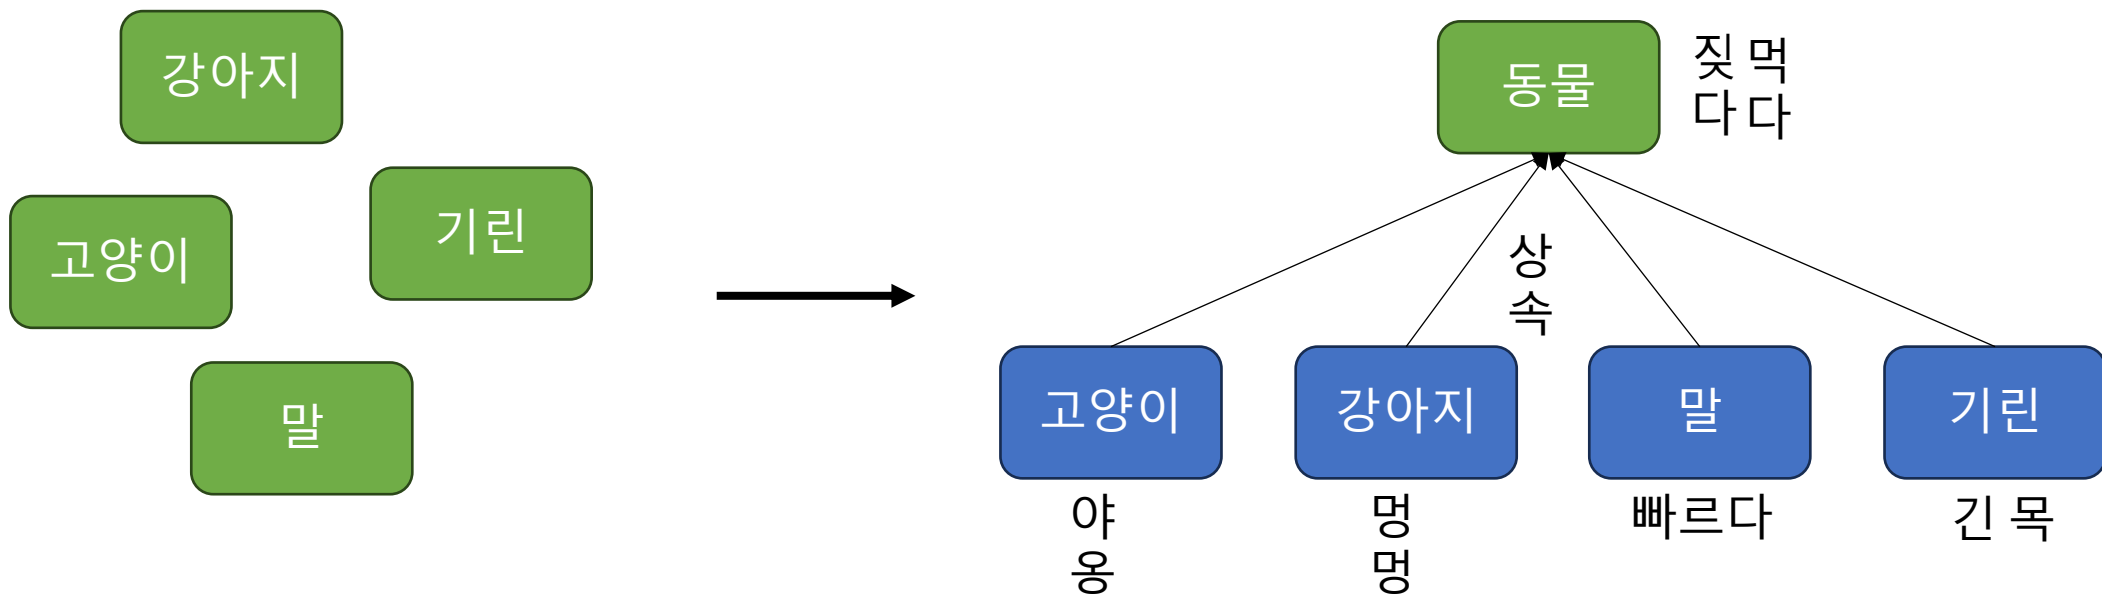 강아지
고양이
기린
말
동물
짖다
먹다
상속
고양이
강아지
말
기린
야옹
멍멍
빠르다
긴 목